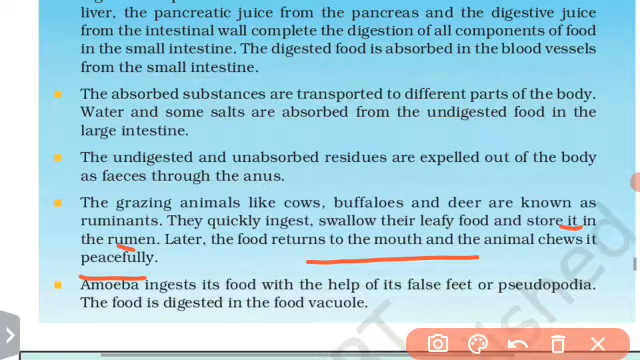 liver, the pancreatic juice from the pancreas and the digestive juice
from the intestinal wall complete the digestion of all components of food
in the small intestine. The digested food is absorbed in the blood vessels
from the small intestine.
The absorbed substances are transported to different parts of the body.
Water and some salts are absorbed from the undigested food in the
large intestine.
The undigested and unabsorbed residues are expelled out of the body
as faeces through the anus.
The grazing animals like cows, buffaloes and deer are known as
ruminants. They quickly ingest, swallow their leafy food and store it in
the rumen. Later, the food returns to the mouth and the animal chews it
peacefully.
Amoeba ingests its food with the help of its false feet or pseudopodia.
The food is digested in the food vacuole.